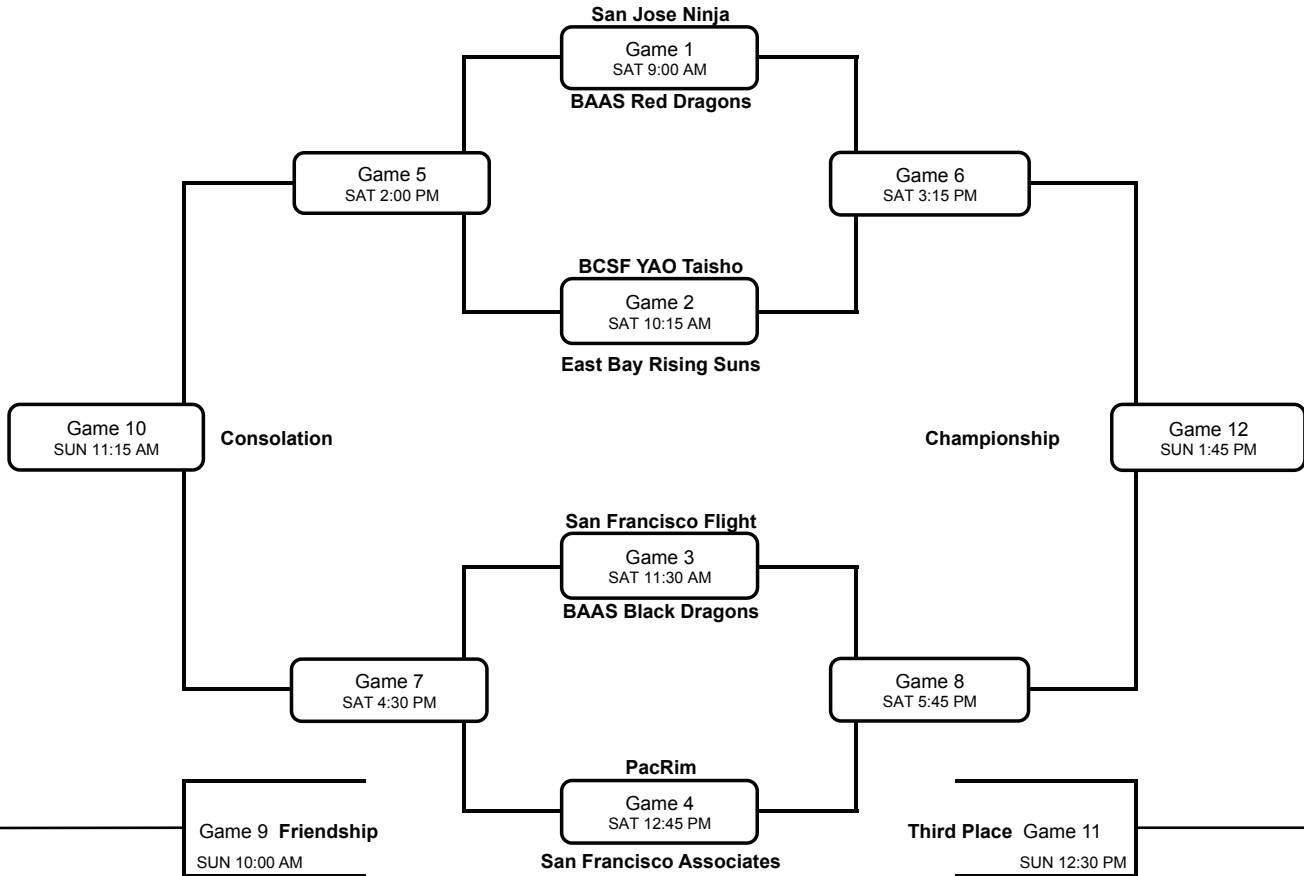 San Jose Ninja
Game 1
SAT 9:00 AM
BAAS Red Dragons
Game 5
SAT 2:00 PM
Game 6
SAT 3:15 PM
BCSF YAO Taisho
Game 2
SAT 10:15 AM
East Bay Rising Suns
Game 10
SUN 11:15 AM
Consolation
Championship
Game 12
SUN 1:45 PM
San Francisco Flight
Game 3
SAT 11:30 AM
BAAS Black Dragons
Game 7
SAT 4:30 PM
Game 8
SAT 5:45 PM
PacRim
Game 4
SAT 12:45 PM
San Francisco Associates
Game 9 Friendship
SUN 10:00 AM
Third Place Game 11
SUN 12:30 PM